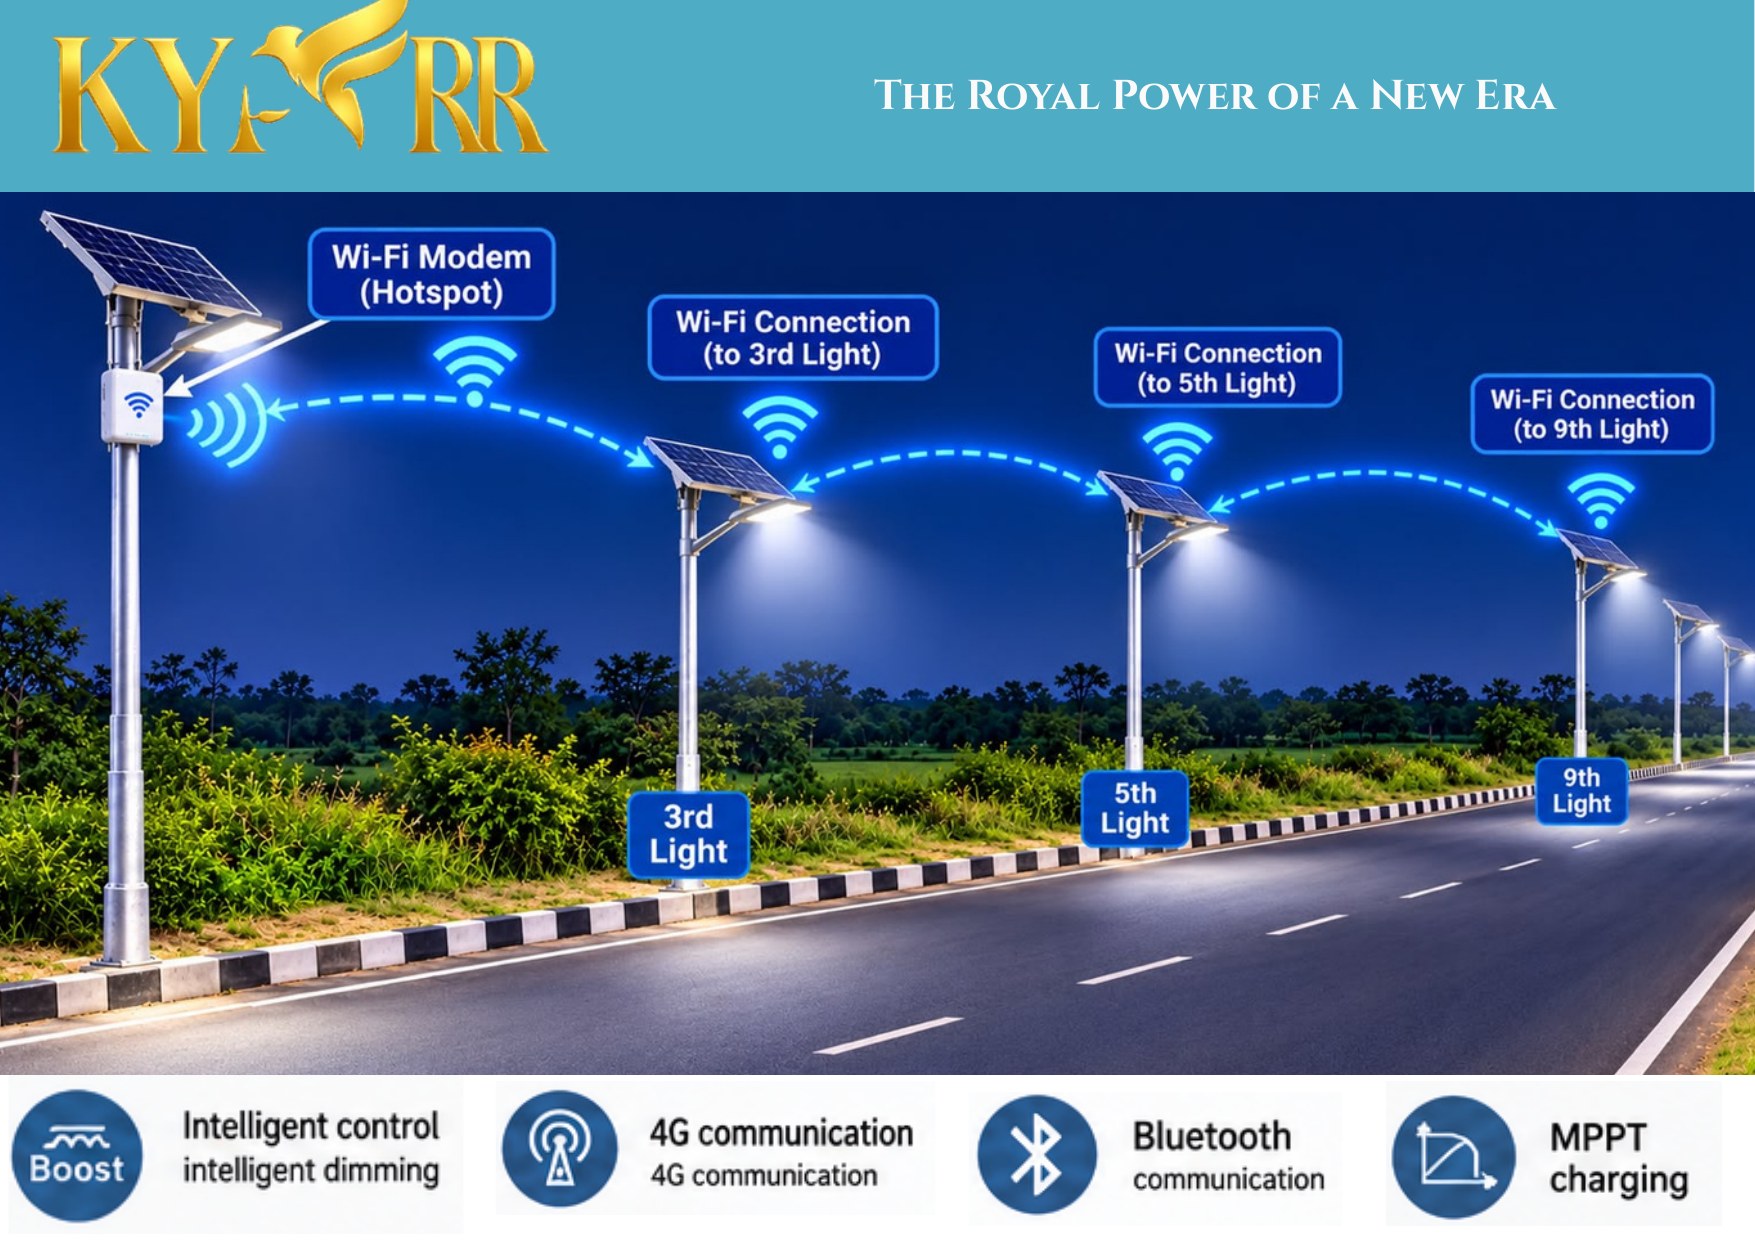 KYARR
The Royal Power of a New Era
Wi-Fi Modem
(Hotspot)
Wi-Fi Connection
(to 3rd Light)
Wi-Fi Connection
(to 5th Light)
Wi-Fi Connection
(to 9th Light)
3rd
Light
5th
Light
9th
Light
Boost
Intelligent control
intelligent dimming
4G communication
4G communication
Bluetooth
communication
MPPT
charging